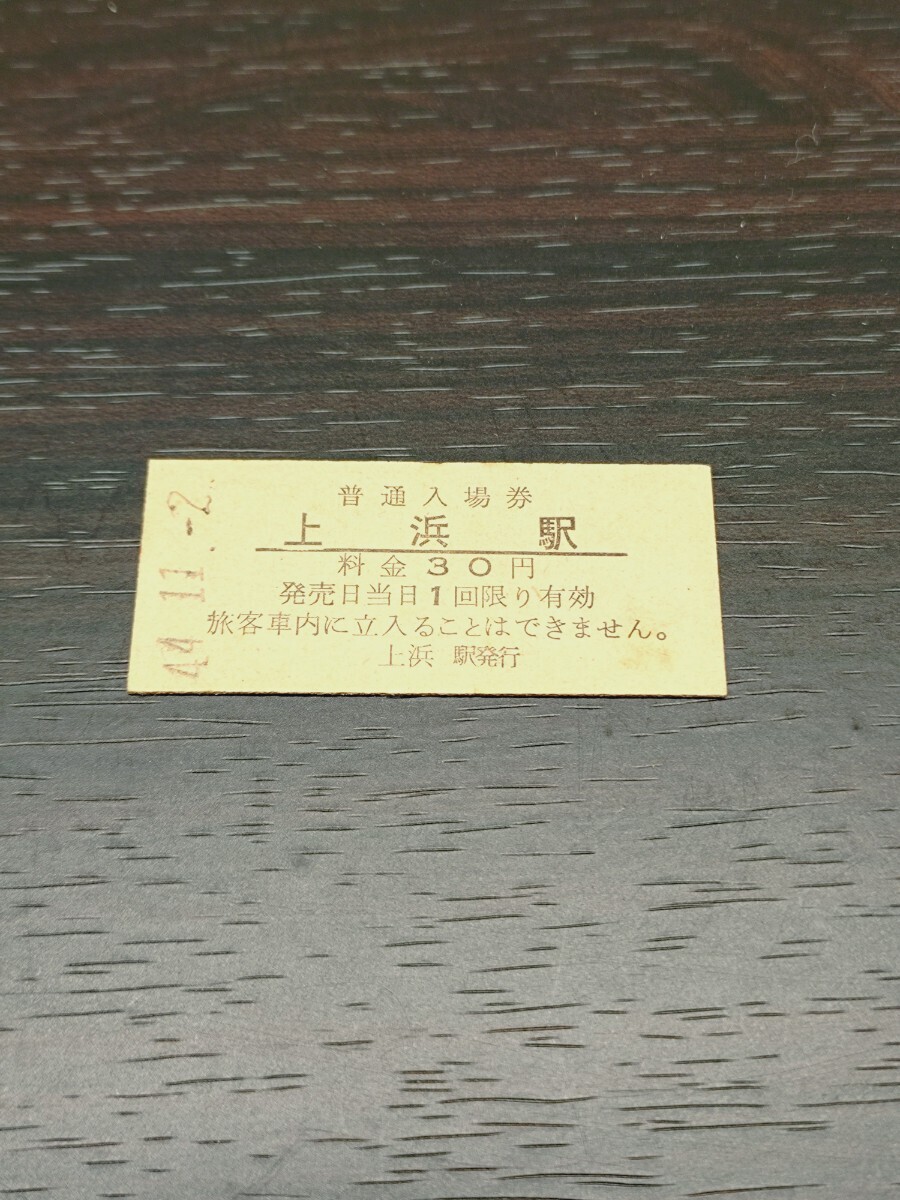 普通入場券
上浜駅
料金30円
発売日当日1回限り有効
旅客車内に立入ることはできません。
上浜 駅発行
44.11.-2